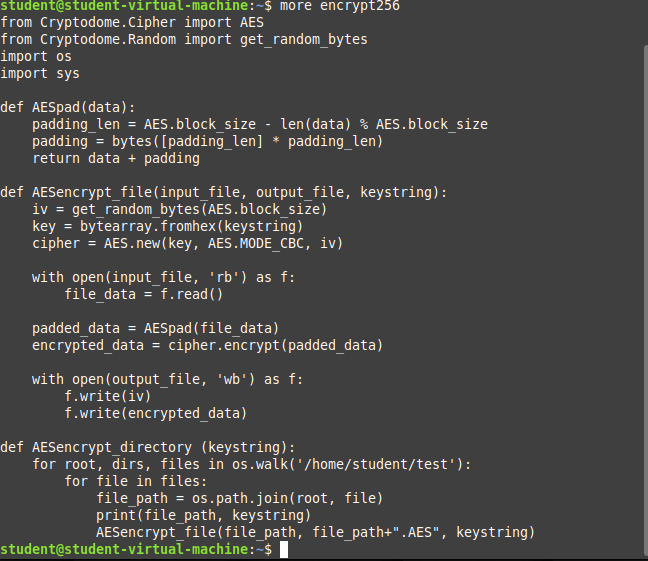 student@student-virtual-machine:~$ more encrypt256
from Cryptodome.Cipher import AES
from Cryptodome.Random import get_random_bytes
import os
import sys

def AESpad(data):
    padding_len = AES.block_size - len(data) % AES.block_size
    padding = bytes([padding_len] * padding_len)
    return data + padding

def AESencrypt_file(input_file, output_file, keystring):
    iv = get_random_bytes(AES.block_size)
    key = bytearray.fromhex(keystring)
    cipher = AES.new(key, AES.MODE_CBC, iv)

    with open(input_file, 'rb') as f:
        file_data = f.read()

    padded_data = AESpad(file_data)
    encrypted_data = cipher.encrypt(padded_data)

    with open(output_file, 'wb') as f:
        f.write(iv)
        f.write(encrypted_data)

def AESencrypt_directory (keystring):
    for root, dirs, files in os.walk('/home/student/test'):
        for file in files:
            file_path = os.path.join(root, file)
            print(file_path, keystring)
            AESencrypt_file(file_path, file_path+".AES", keystring)
student@student-virtual-machine:~$